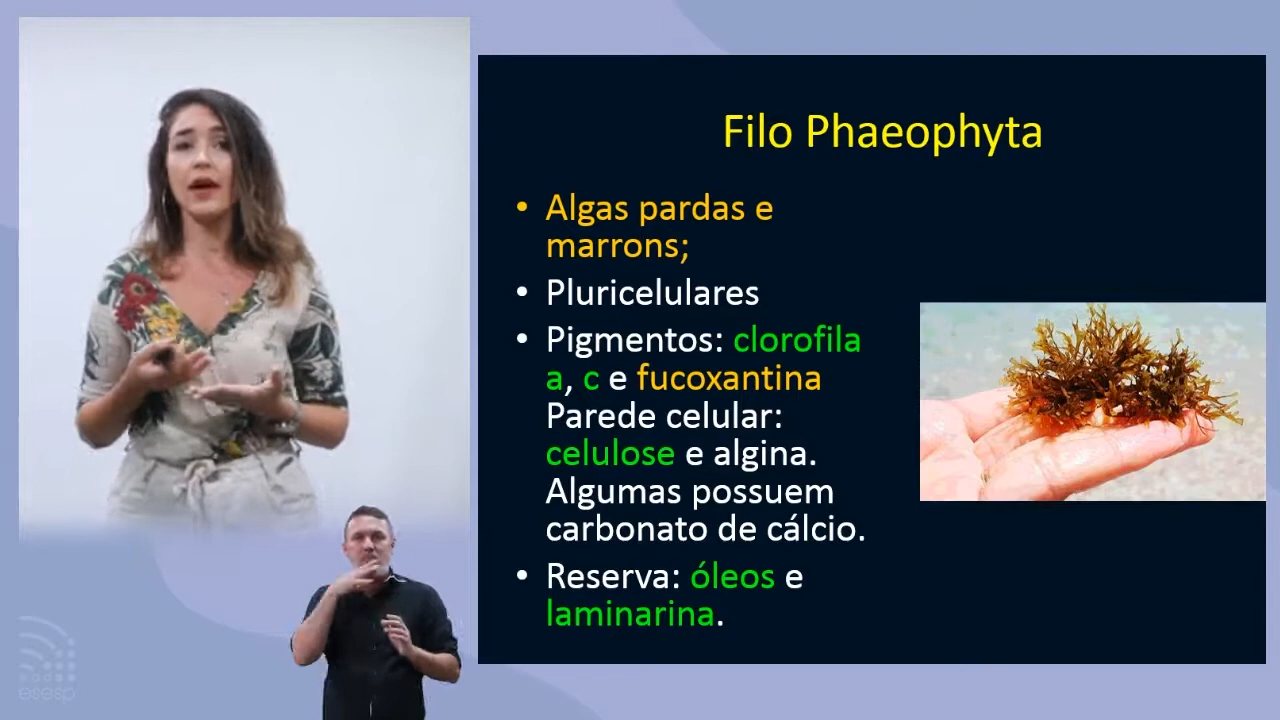 Filo Phaeophyta
• Algas pardas e
marrons;
• Pluricelulares
• Pigmentos: clorofila
a, c e fucoxantina
Parede celular:
celulose e algina.
Algumas possuem
carbonato de cálcio.
• Reserva: óleos e
laminarina.
esesp